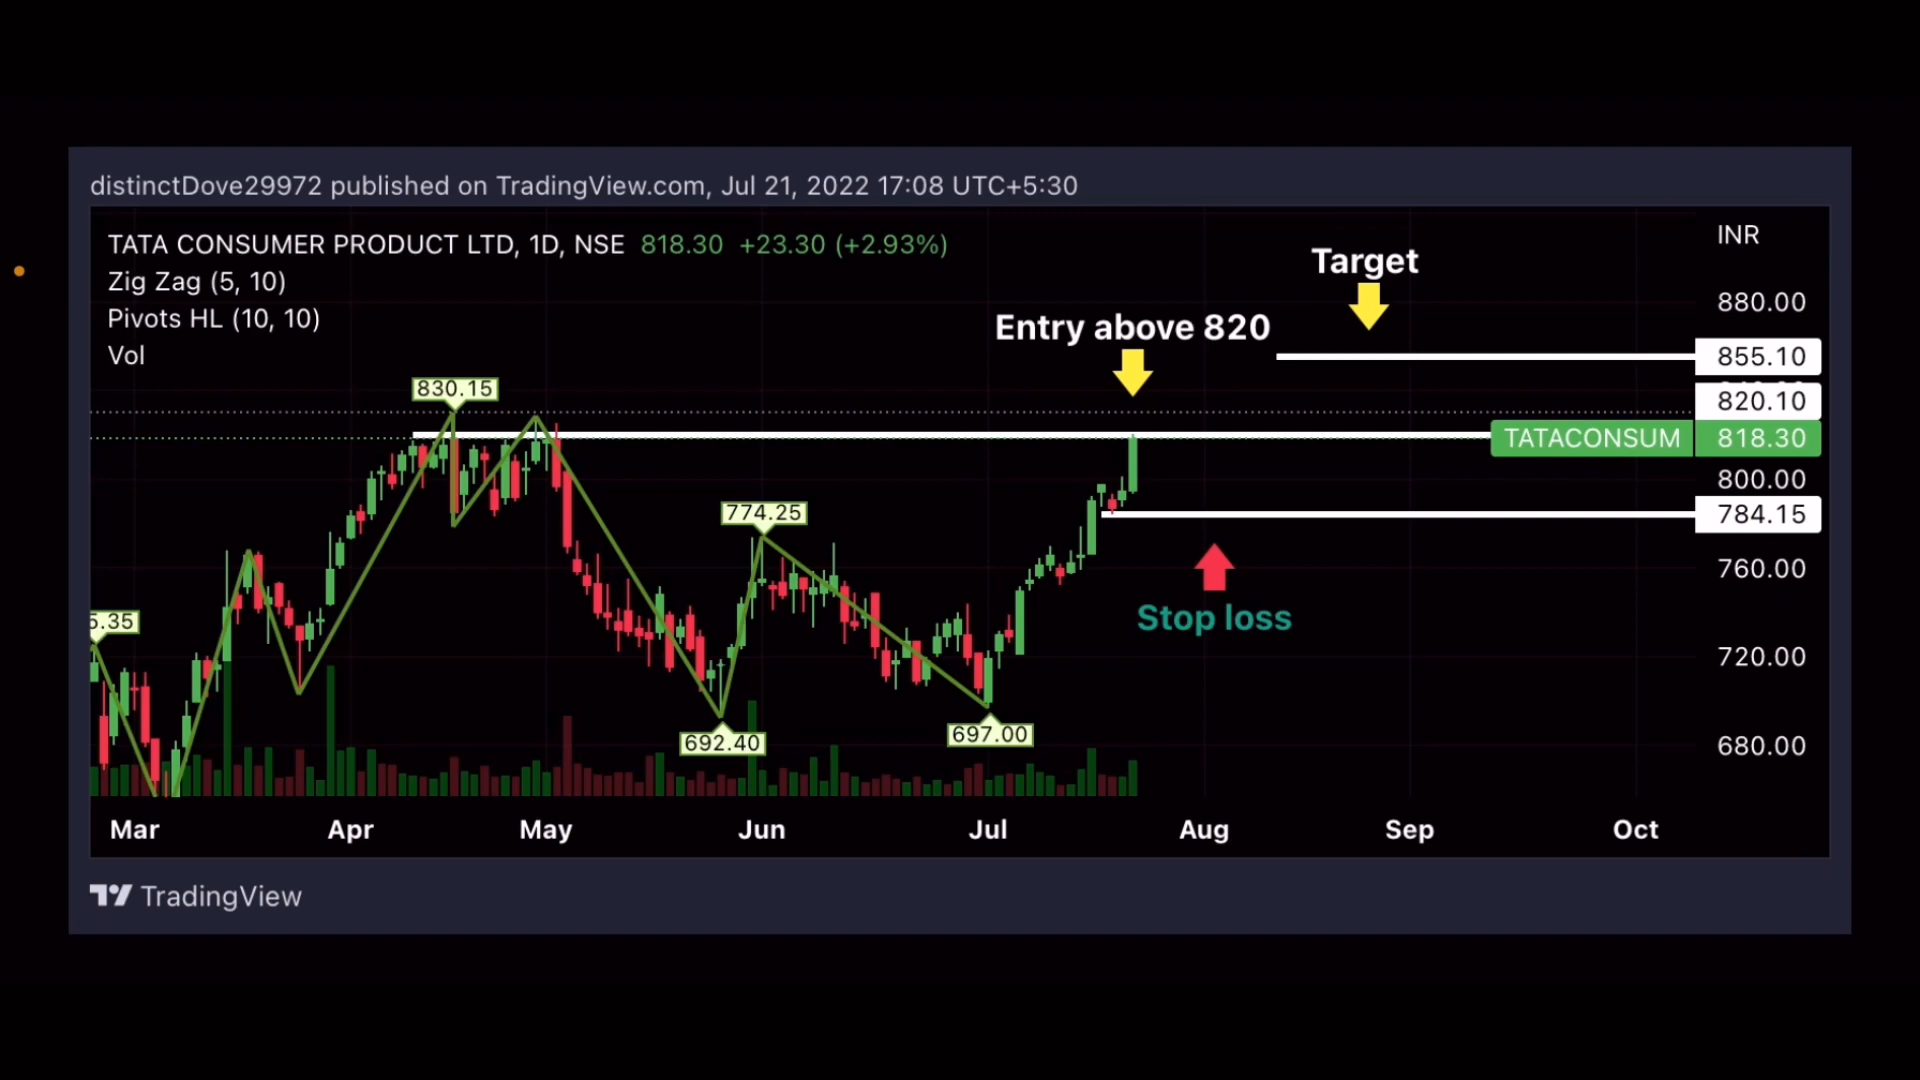 distinctDove29972 published on TradingView.com, Jul 21, 2022 17:08 UTC+5:30
TATA CONSUMER PRODUCT LTD, 1D, NSE 818.30 +23.30 (+2.93%)
INR
Zig Zag (5, 10)
Pivots HL (10, 10)
Vol
Target
Entry above 820
880.00
855.10
830.15
820.10
TATACONSUM 818.30
800.00
784.15
774.25
760.00
Stop loss
5.35
720.00
697.00
692.40
680.00
Mar Apr May Jun Jul Aug Sep Oct
TradingView